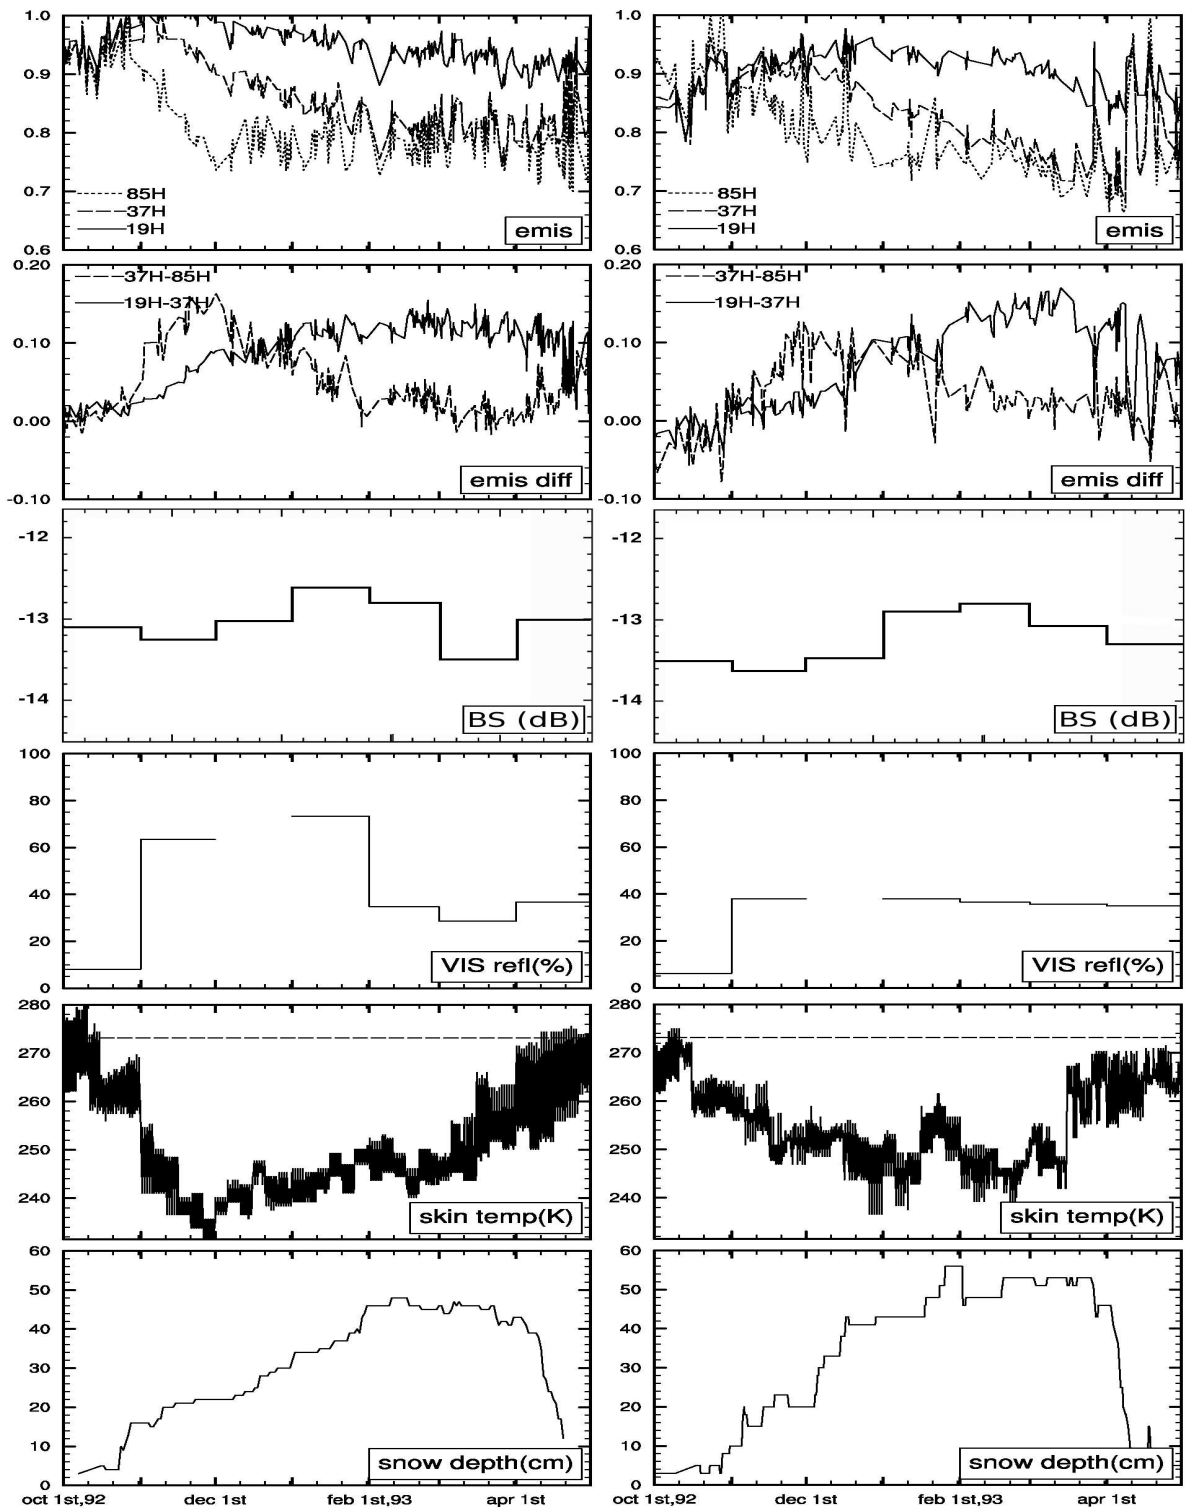 1.0
0.9
0.8
0.7
0.6
85H
37H
19H
emis
1.0
0.9
0.8
0.7
0.6
85H
37H
19H
emis
0.20
0.10
0.00
-0.10
37H-85H
19H-37H
emis diff
0.20
0.10
0.00
-0.10
37H-85H
19H-37H
emis diff
-12
-13
-14
BS (dB)
-12
-13
-14
BS (dB)
100
80
60
40
20
0
VIS refl(%)
100
80
60
40
20
0
VIS refl(%)
280
270
260
250
240
skin temp(K)
280
270
260
250
240
skin temp(K)
60
50
40
30
20
10
0
snow depth(cm)
oct 1st,92
dec 1st
feb 1st,93
apr 1st
60
50
40
30
20
10
0
snow depth(cm)
oct 1st,92
dec 1st
feb 1st,93
apr 1st